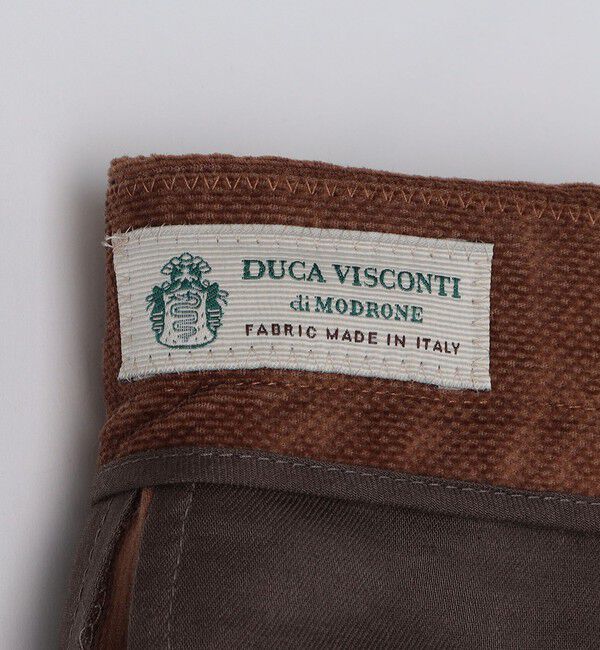 DUCA VISCONTI
di MODRONE
FABRIC MADE IN ITALY